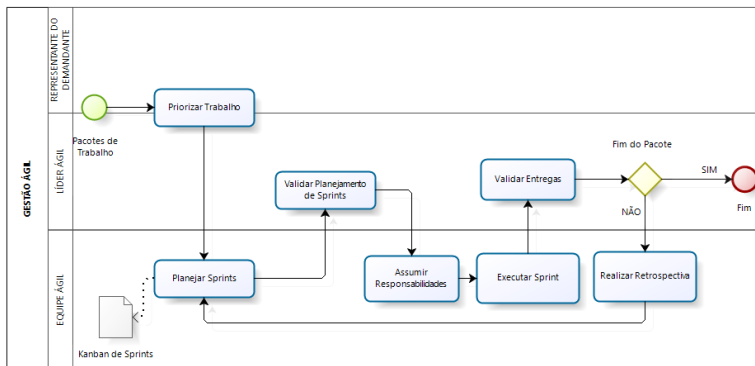 GESTÃO ÁGIL
REPRESENTANTE DO
DEMANDANTE
LÍDER ÁGIL
EQUIPE ÁGIL
Pacotes de
Trabalho
Priorizar Trabalho
Validar Planejamento
de Sprints
Validar Entregas
Fim do Pacote
SIM
NÃO
Fim
Planejar Sprints
Assumir
Responsabilidades
Executar Sprint
Realizar Retrospectiva
Kanban de Sprints